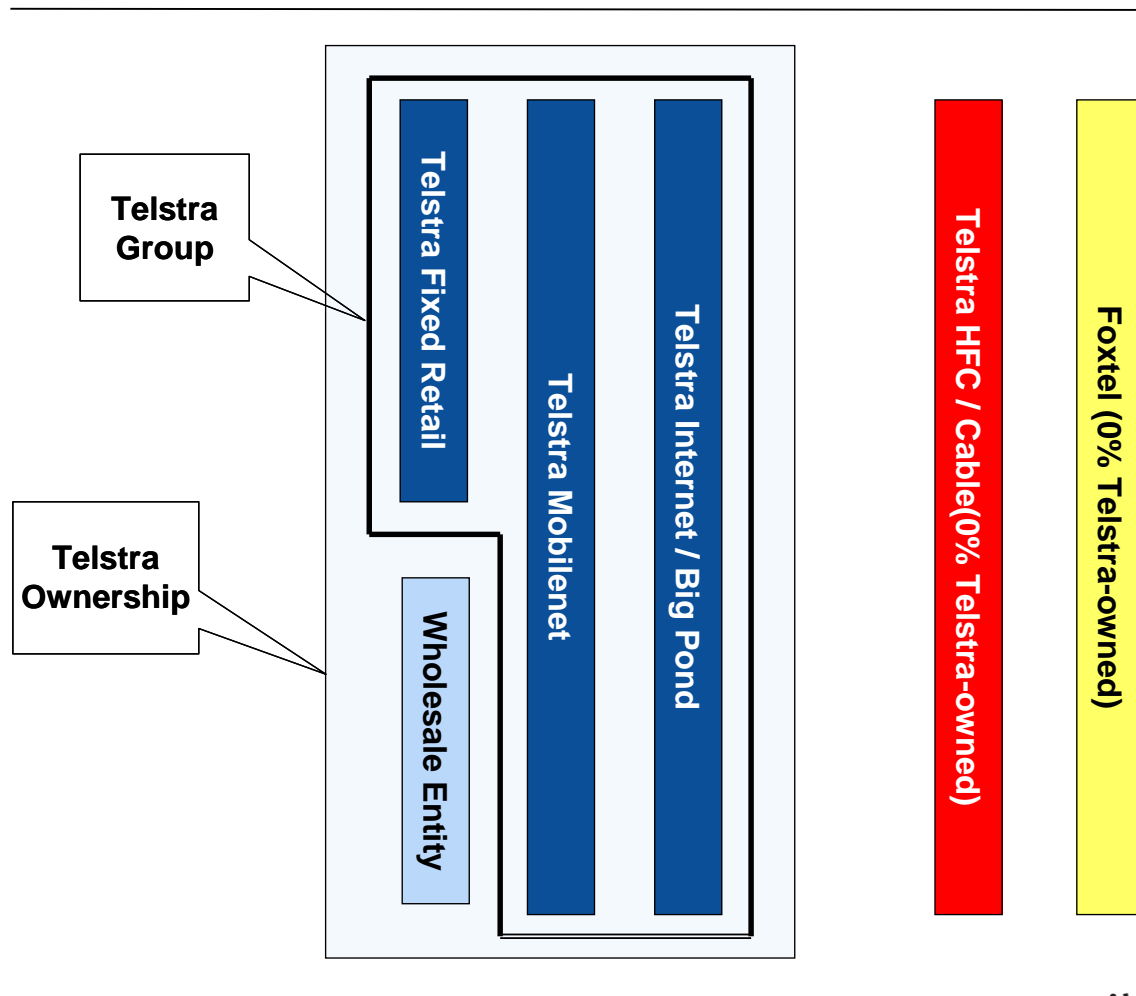 Telstra
Group
Telstra
Ownership
Telstra Fixed Retail
Wholesale Entity
Telstra Mobilenet
Telstra Internet / Big Pond
Telstra HFC / Cable(0% Telstra-owned)
Foxtel (0% Telstra-owned)